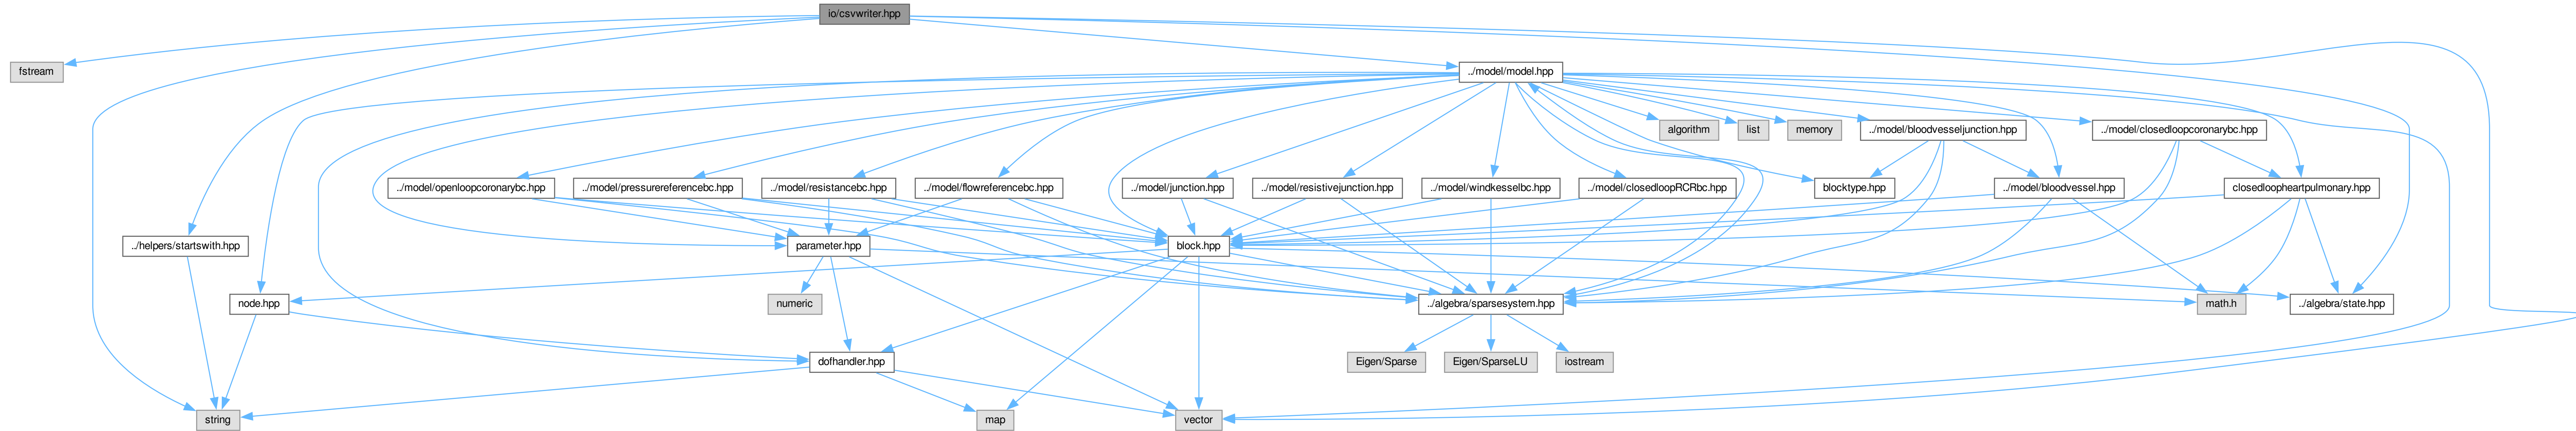 io/csvwriter.hpp
fstream
../model/model.hpp
algorithm
list
memory
../model/bloodvesseljunction.hpp
../model/closedloopcoronarybc.hpp
../model/openloopcoronarybc.hpp
../model/pressurereferencebc.hpp
../model/resistancebc.hpp
../model/flowreferencebc.hpp
../model/junction.hpp
../model/resistivejunction.hpp
../model/windkesselbc.hpp
../model/closedloopRCRbc.hpp
blocktype.hpp
../model/bloodvessel.hpp
closedloopheartpulmonary.hpp
../helpers/startswith.hpp
parameter.hpp
block.hpp
node.hpp
numeric
../algebra/sparsesystem.hpp
math.h
../algebra/state.hpp
dofhandler.hpp
Eigen/Sparse
Eigen/SparseLU
iostream
string
map
vector